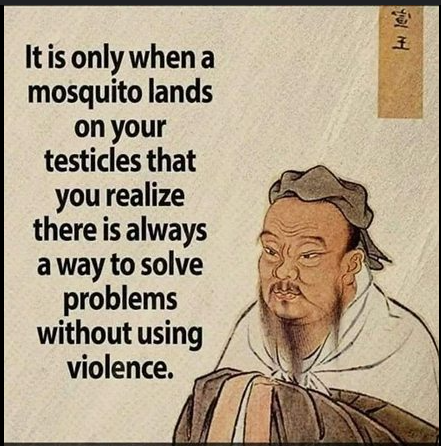 It is only when a
mosquito lands
on your
testicles that
you realize
there is always
a way to solve
problems
without using
violence.
宣王